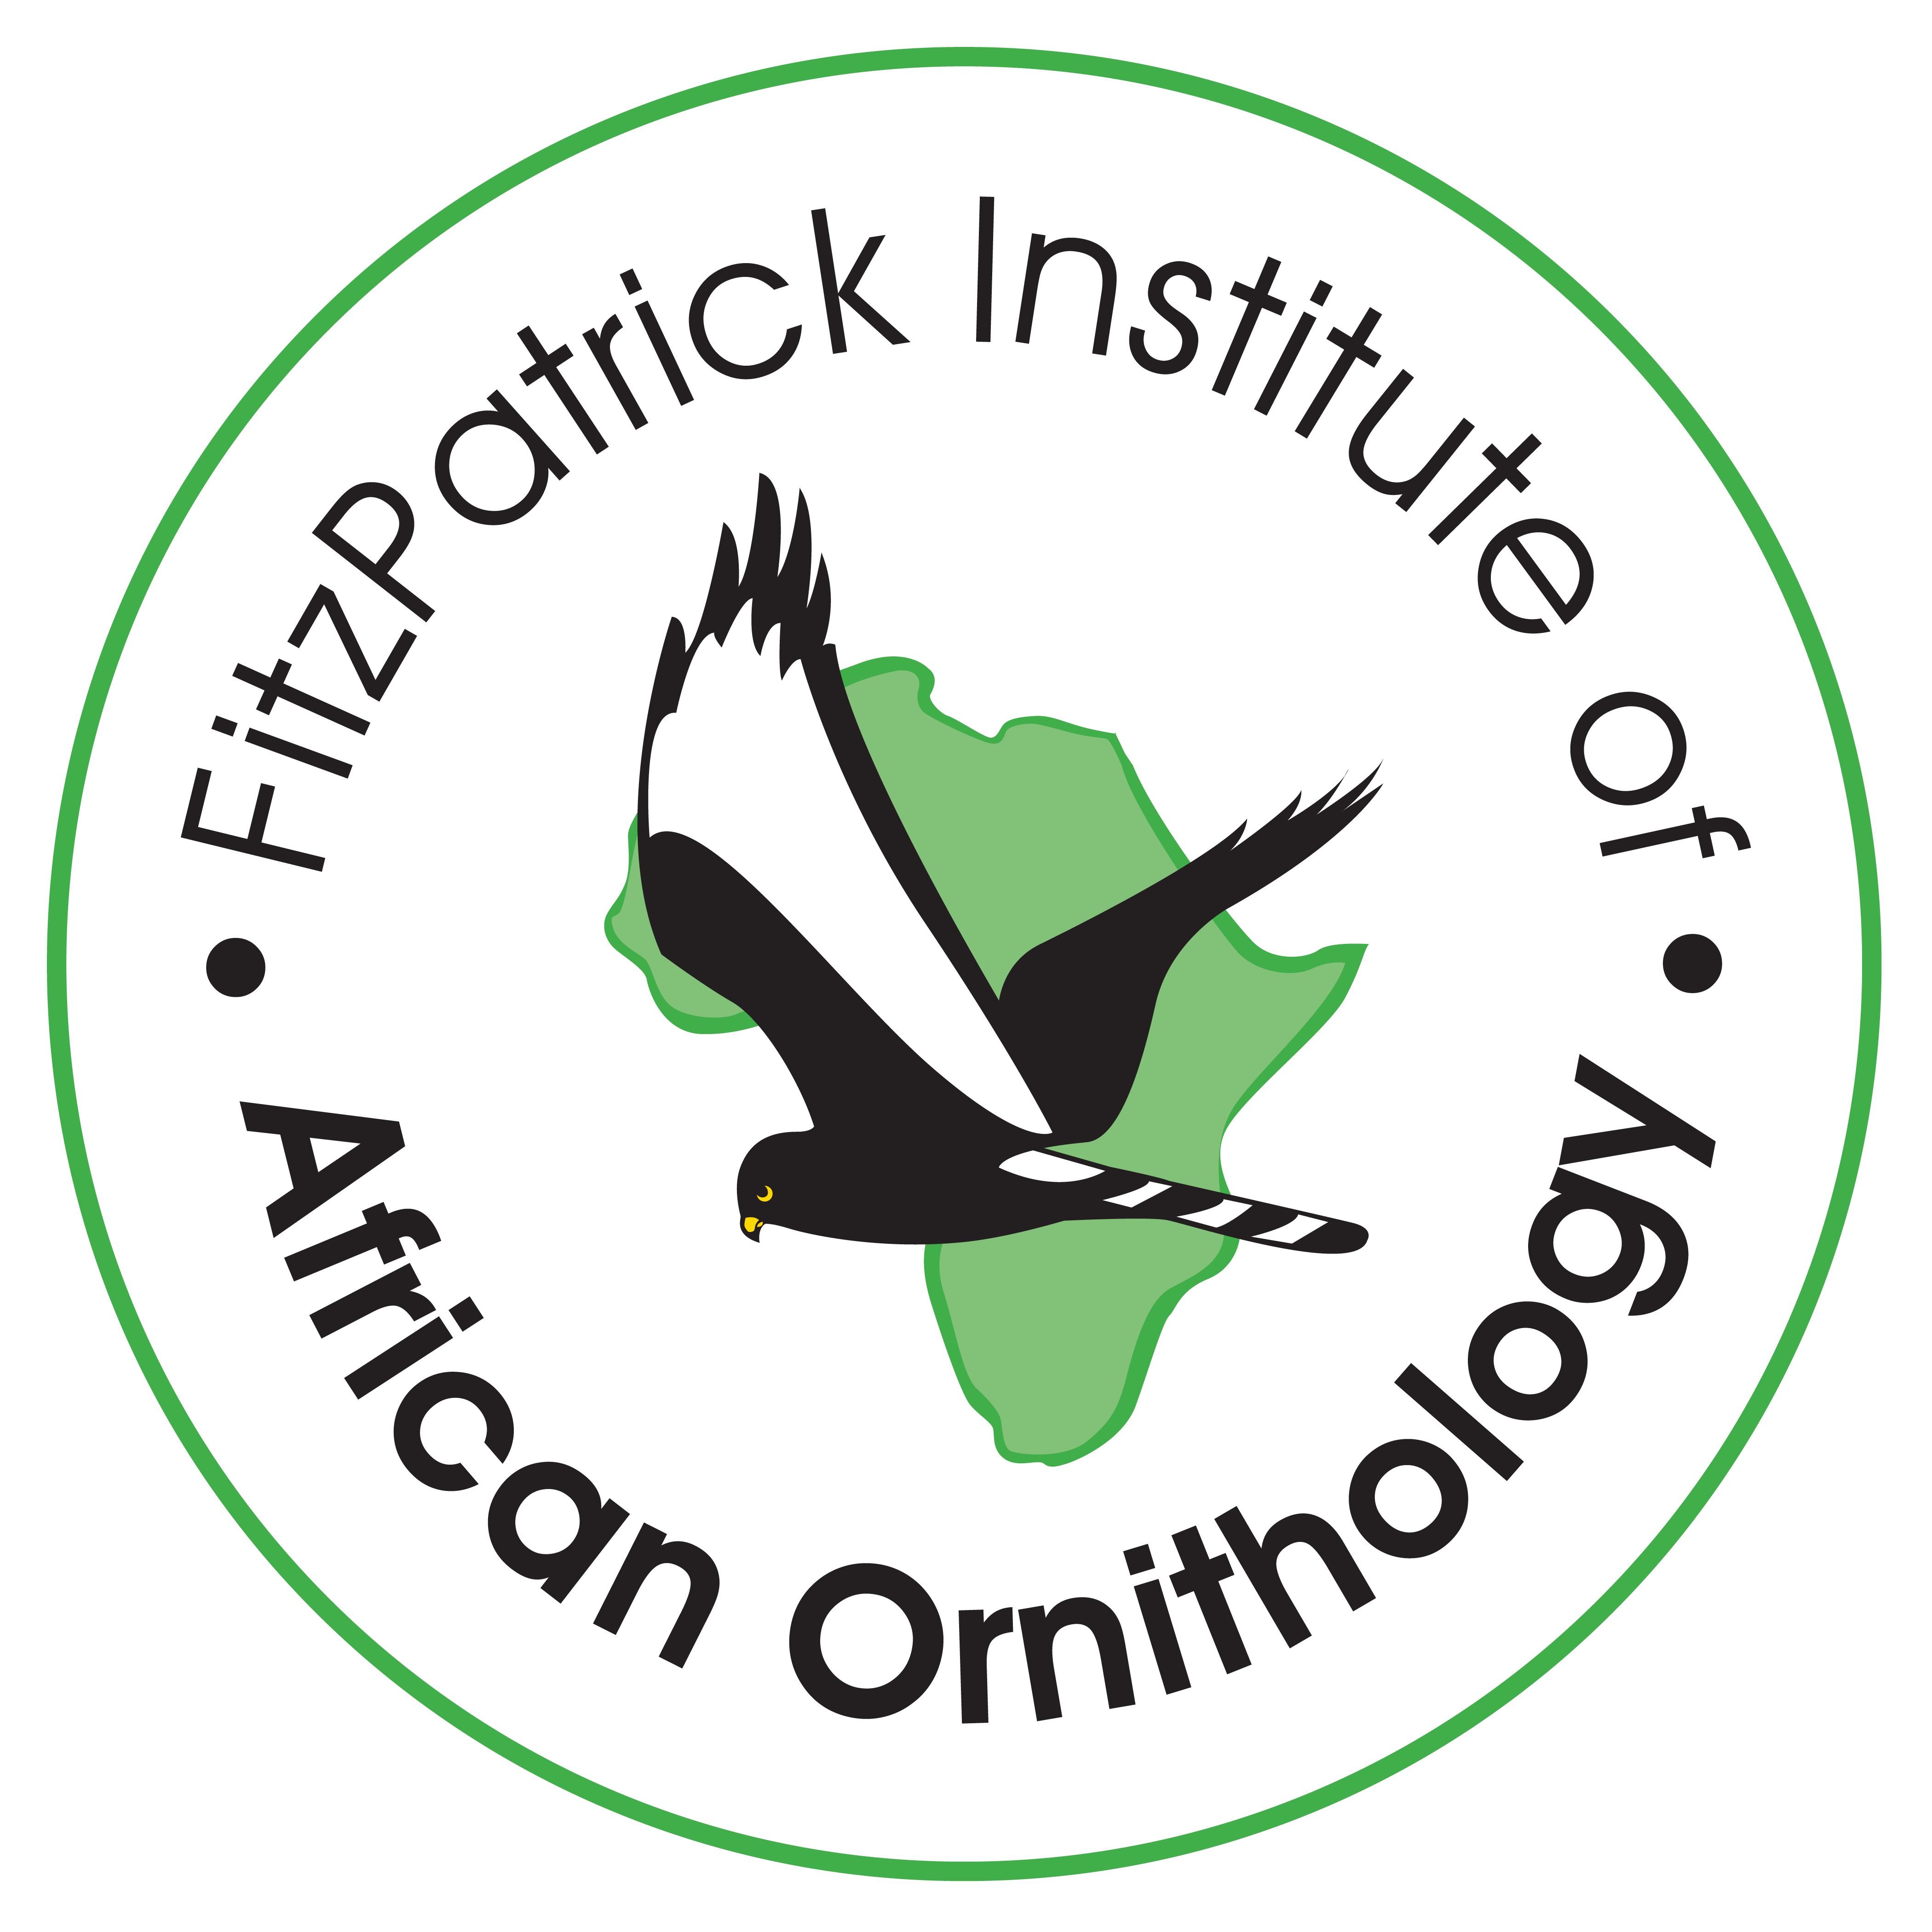 FitzPatrick Institute of
African Ornithology